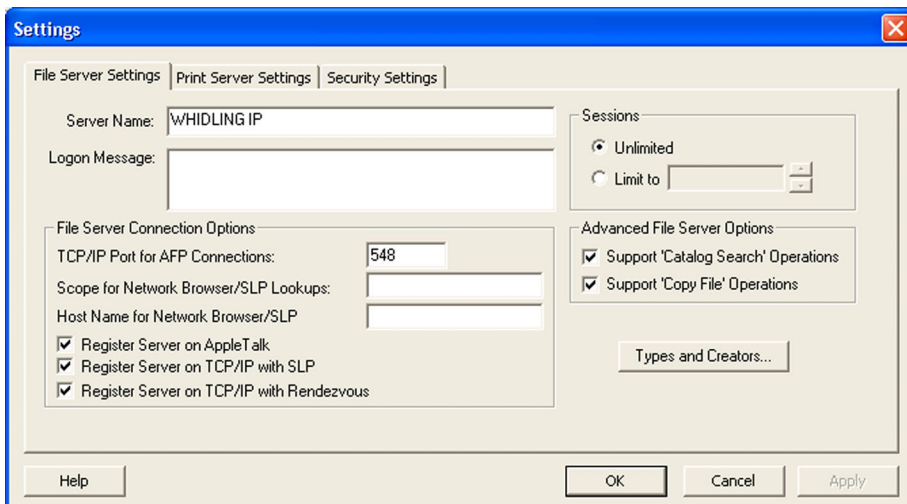 Settings
File Server Settings Print Server Settings Security Settings
Server Name: WHIDLING IP
Logon Message:
Sessions
Unlimited
Limit to
File Server Connection Options
TCP/IP Port for AFP Connections: 548
Scope for Network Browser/SLP Lookups:
Host Name for Network Browser/SLP
Register Server on AppleTalk
Register Server on TCP/IP with SLP
Register Server on TCP/IP with Rendezvous
Advanced File Server Options
Support 'Catalog Search' Operations
Support 'Copy File' Operations
Types and Creators...
Help OK Cancel Apply